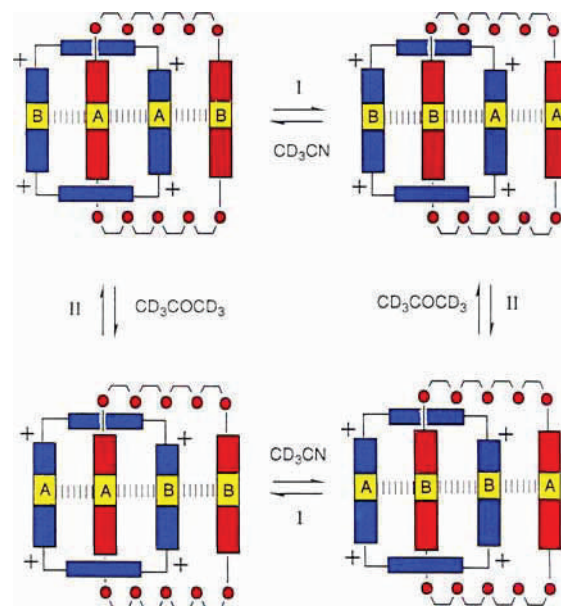 + +
B A A B
I
CD₃CN
+ +
+ +
B B A A
+ +
II CD₃COCD₃
CD₃COCD₃ II
+ +
A A B B
CD₃CN
I
+ +
+ +
A B B A
+ +